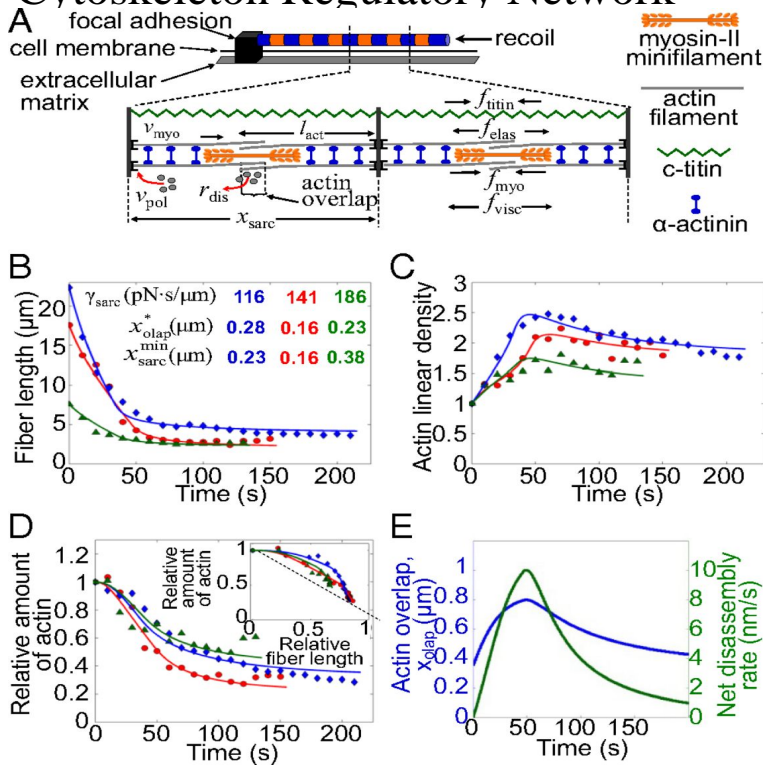 Cytoskeleton Regulatory Network
A
focal adhesion
cell membrane
extracellular
matrix
recoil
myosin-II
minifilament
actin
filament
c-titin
α-actinin
v_myo
l_act
f_titin
f_elas
v_pol
r_dis
actin
overlap
x_sarc
f_myo
f_visc
B
γ_sarc (pN·s/μm) 116 141 186
x*_olap (μm) 0.28 0.16 0.23
x^min_sarc (μm) 0.23 0.16 0.38
Fiber length (μm)
20
15
10
5
0
0 50 100 150 200
Time (s)
C
Actin linear density
3
2.5
2
1.5
1
0.5
0
0 50 100 150 200
Time (s)
D
Relative amount
of actin
1.2
1
0.8
0.6
0.4
0.2
0
0 50 100 150 200
Time (s)
Relative
amount
of actin
1
0.5
0
0 0.5 1
Relative
fiber length
E
Actin overlap,
x_olap (μm)
1
0.8
0.6
0.4
0.2
0
0 50 100 150
Time (s)
10
8
6
4
2
0
Net disassembly
rate (nm/s)